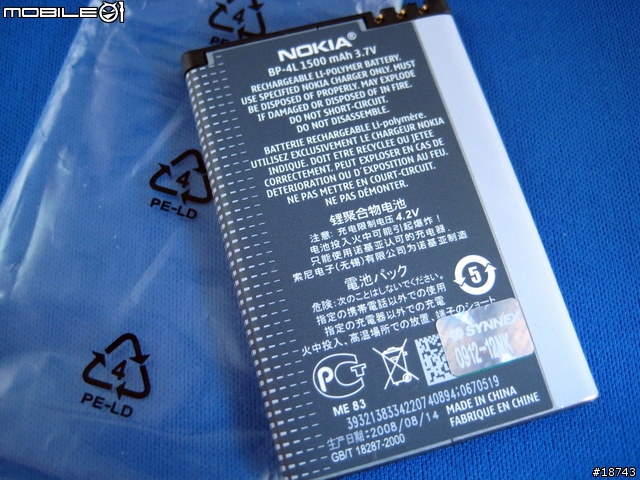 MOBILE01
NOKIA®
BP-4L 1500 mAh 3.7V
RECHARGEABLE LI-POLYMER BATTERY.
USE SPECIFIED NOKIA CHARGER ONLY. MUST
BE DISPOSED OF PROPERLY. MAY EXPLODE
IF DAMAGED OR DISPOSED OF IN FIRE.
DO NOT SHORT-CIRCUIT.
DO NOT DISASSEMBLE.
BATTERIE RECHARGEABLE Li-polymère.
UTILISEZ EXCLUSIVEMENT LE CHARGEUR NOKIA
INDIQUE. DOIT ETRE RECYCLEE OU JETEE
CORRECTEMENT. PEUT EXPLOSER EN CAS DE
DETERIORATION OU D'EXPOSITION AU FEU.
NE PAS METTRE EN COURT-CIRCUIT.
NE PAS DÉMONTER.
锂聚合物电池
注意: 充电限制电压 4.2V
电池投入火中可能引起爆炸!
只能使用诺基亚认可的充电器
索尼电子(无锡)有限公司为诺基亚制造
電池パック
危険: 次のことはしないでください。
指定の携帯電話以外での使用
指定の充電器以外での充電
火中投入、高温場所での放置、端子のショート
5
SYNNEX
0912-12MK
PCT
ME 83
3932138334220740894;0670519
MADE IN CHINA
生产日期:2008/08/14
FABRIQUE EN CHINE
GB/T 18287-2000
4
PE-LD
4
PE-LD
#18743